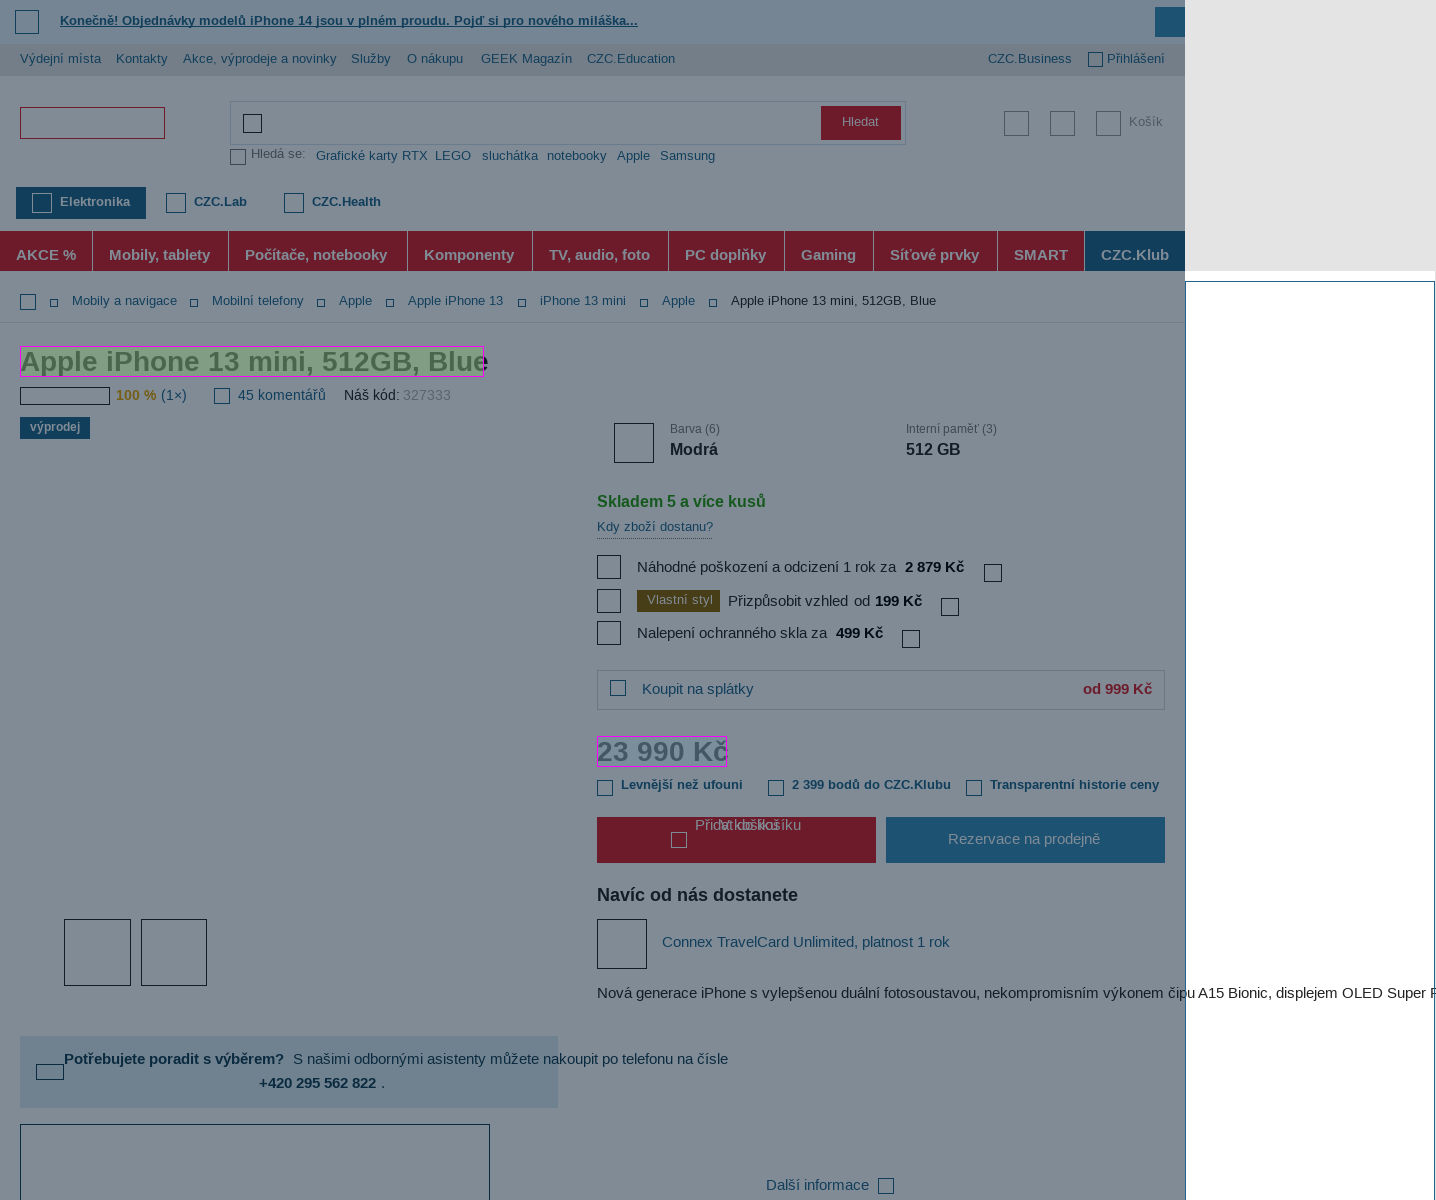 Konečně! Objednávky modelů iPhone 14 jsou v plném proudu. Pojď si pro nového miláška...
Výdejní místa Kontakty Akce, výprodeje a novinky Služby O nákupu GEEK Magazín CZC.Education CZC.Business Přihlášení
Hledat Košík
Hledá se: Grafické karty RTX LEGO sluchátka notebooky Apple Samsung
Elektronika CZC.Lab CZC.Health
AKCE % Mobily, tablety Počítače, notebooky Komponenty TV, audio, foto PC doplňky Gaming Síťové prvky SMART CZC.Klub
Mobily a navigace Mobilní telefony Apple Apple iPhone 13 iPhone 13 mini Apple Apple iPhone 13 mini, 512GB, Blue
Apple iPhone 13 mini, 512GB, Blue
100 % (1×) 45 komentářů Náš kód: 327333
výprodej
Barva (6) Interní paměť (3)
Modrá 512 GB
Skladem 5 a více kusů
Kdy zboží dostanu?
Náhodné poškození a odcizení 1 rok za 2 879 Kč
Vlastní styl Přizpůsobit vzhled od 199 Kč
Nalepení ochranného skla za 499 Kč
Koupit na splátky od 999 Kč
23 990 Kč
Levnější než ufouni 2 399 bodů do CZC.Klubu Transparentní historie ceny
Přidat do košíku V košíku
Rezervace na prodejně
Navíc od nás dostanete
Connex TravelCard Unlimited, platnost 1 rok
Nová generace iPhone s vylepšenou duální fotosoustavou, nekompromisním výkonem čipu A15 Bionic, displejem OLED Super
Potřebujete poradit s výběrem? S našimi odbornými asistenty můžete nakoupit po telefonu na čísle
+420 295 562 822 .
Další informace